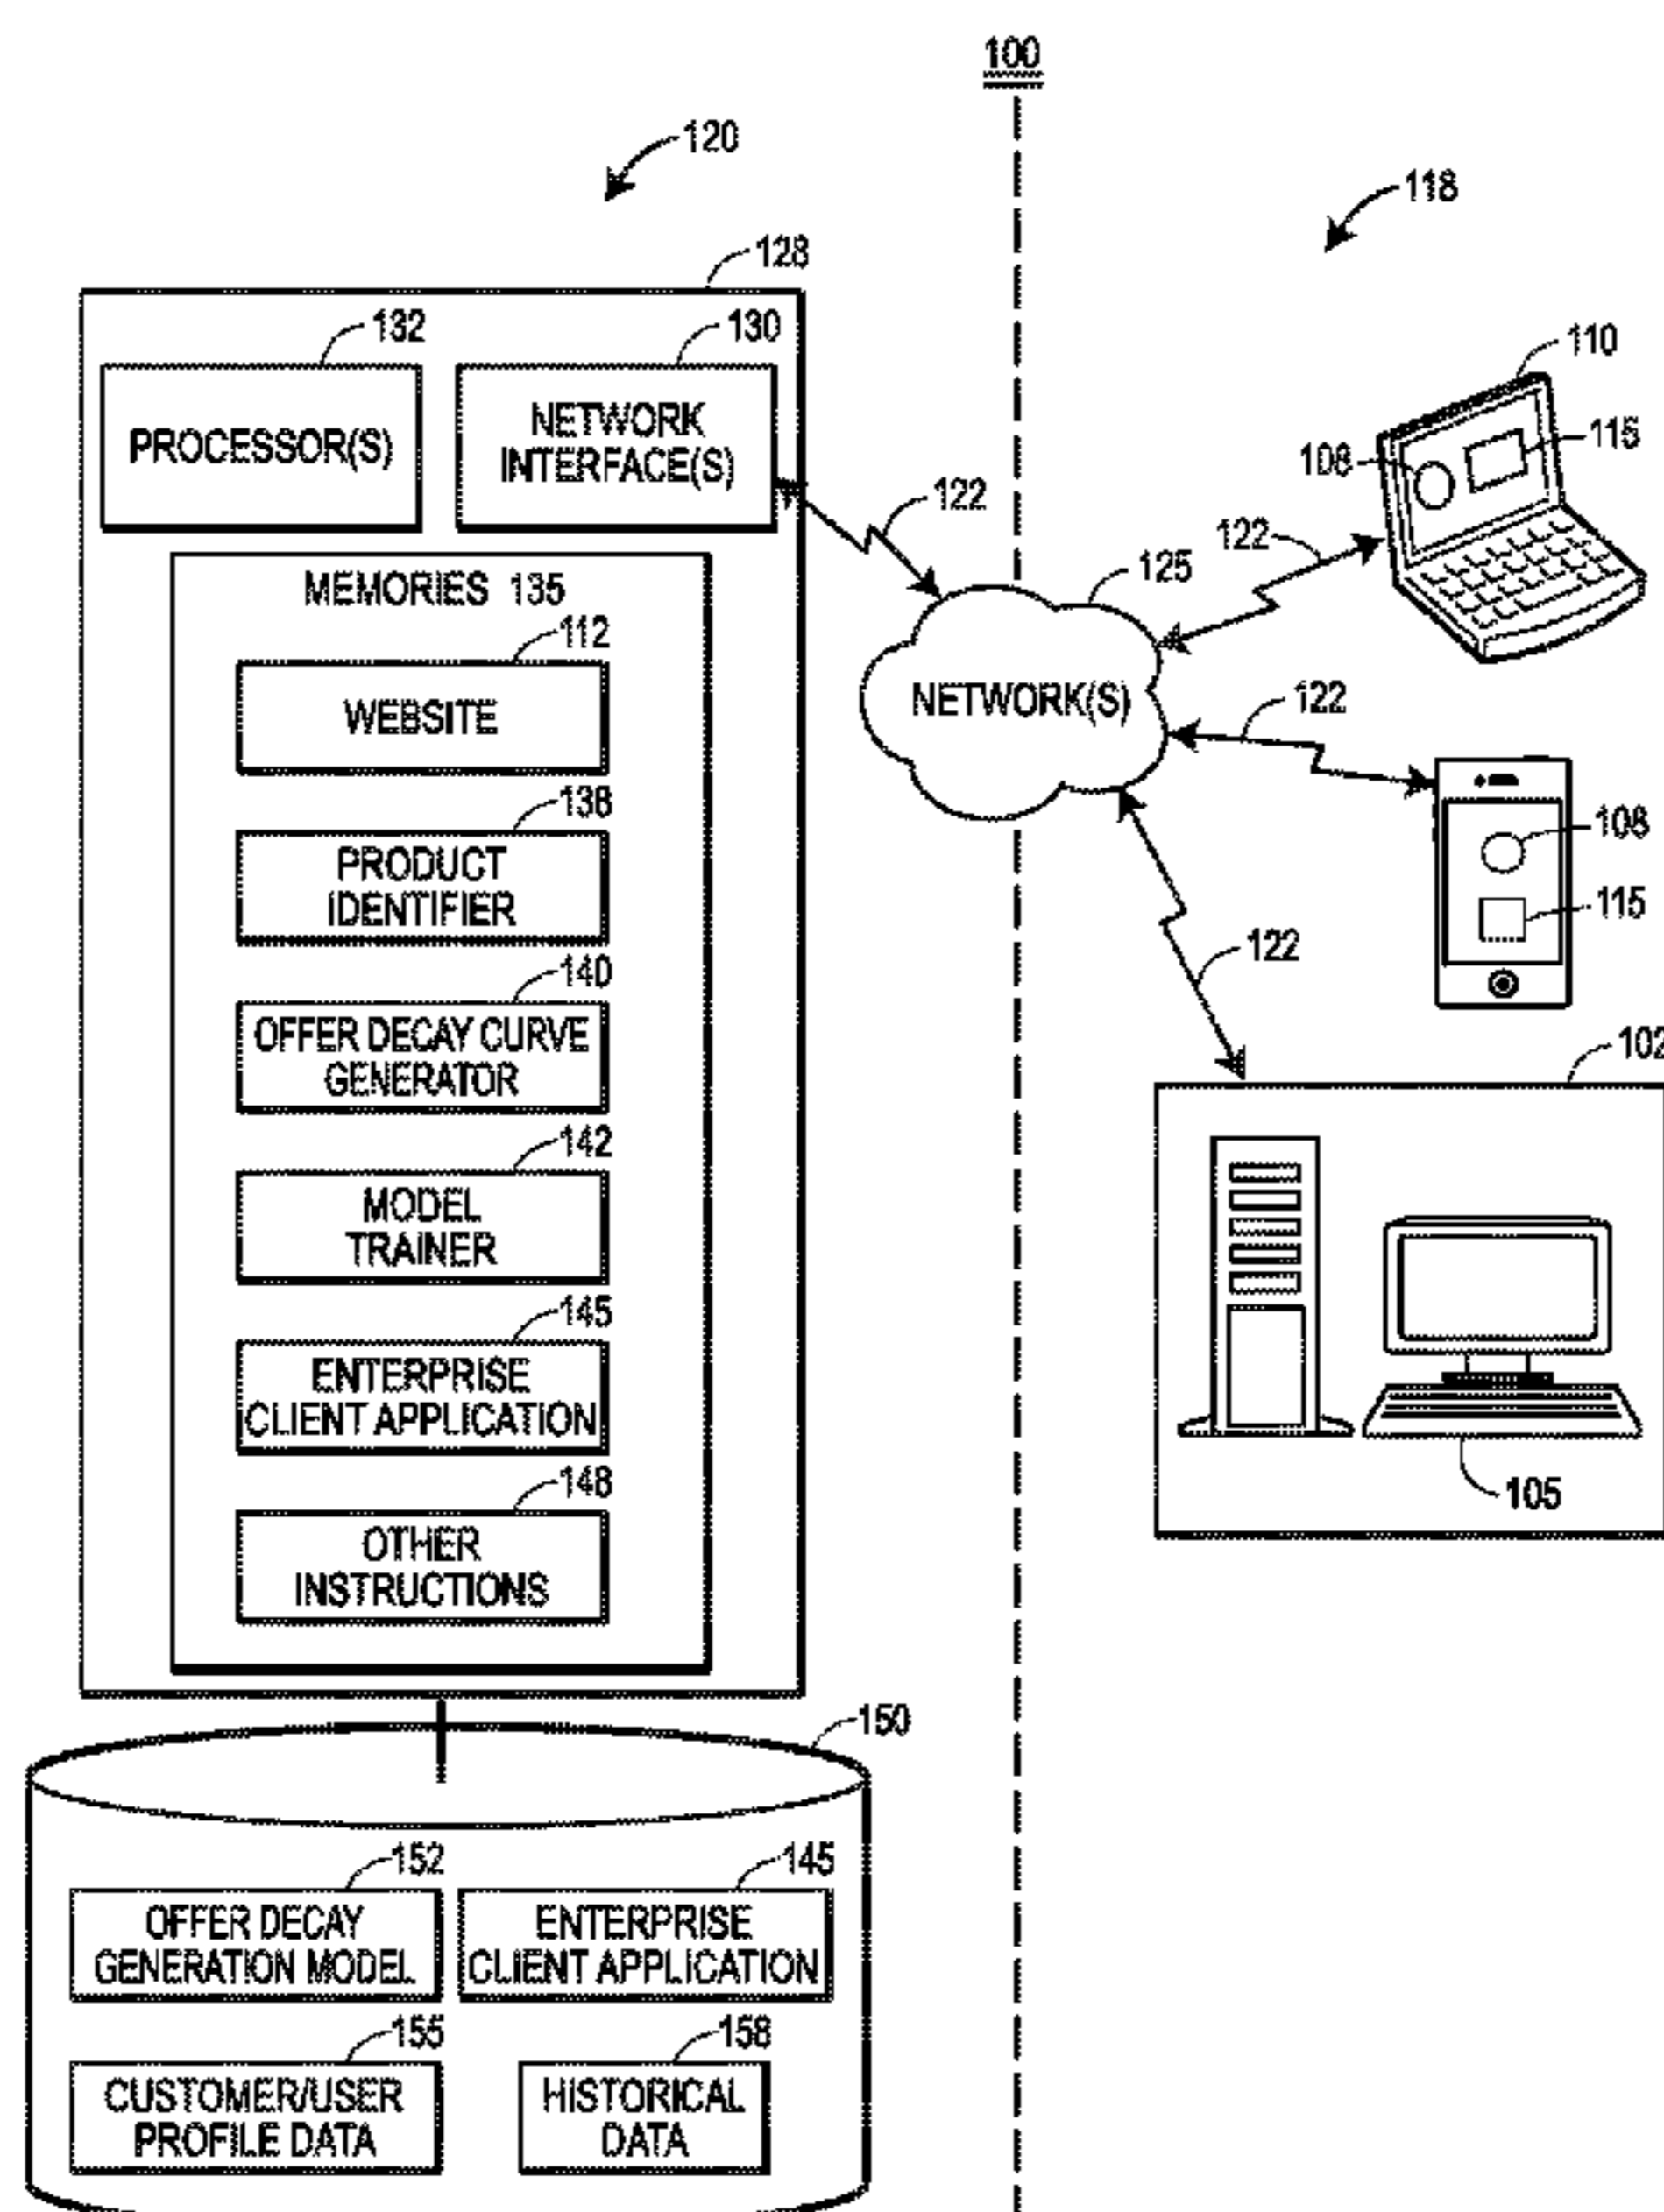 100
120
118
128
132
130
PROCESSOR(S)
NETWORK
INTERFACE(S)
110
108
115
122
122
125
MEMORIES 135
112
WEBSITE
NETWORK(S)
122
138
PRODUCT
IDENTIFIER
108
115
122
140
OFFER DECAY CURVE
GENERATOR
102
142
MODEL
TRAINER
145
ENTERPRISE
CLIENT APPLICATION
105
148
OTHER
INSTRUCTIONS
150
152
OFFER DECAY
GENERATION MODEL
145
ENTERPRISE
CLIENT APPLICATION
155
CUSTOMER/USER
PROFILE DATA
158
HISTORICAL
DATA